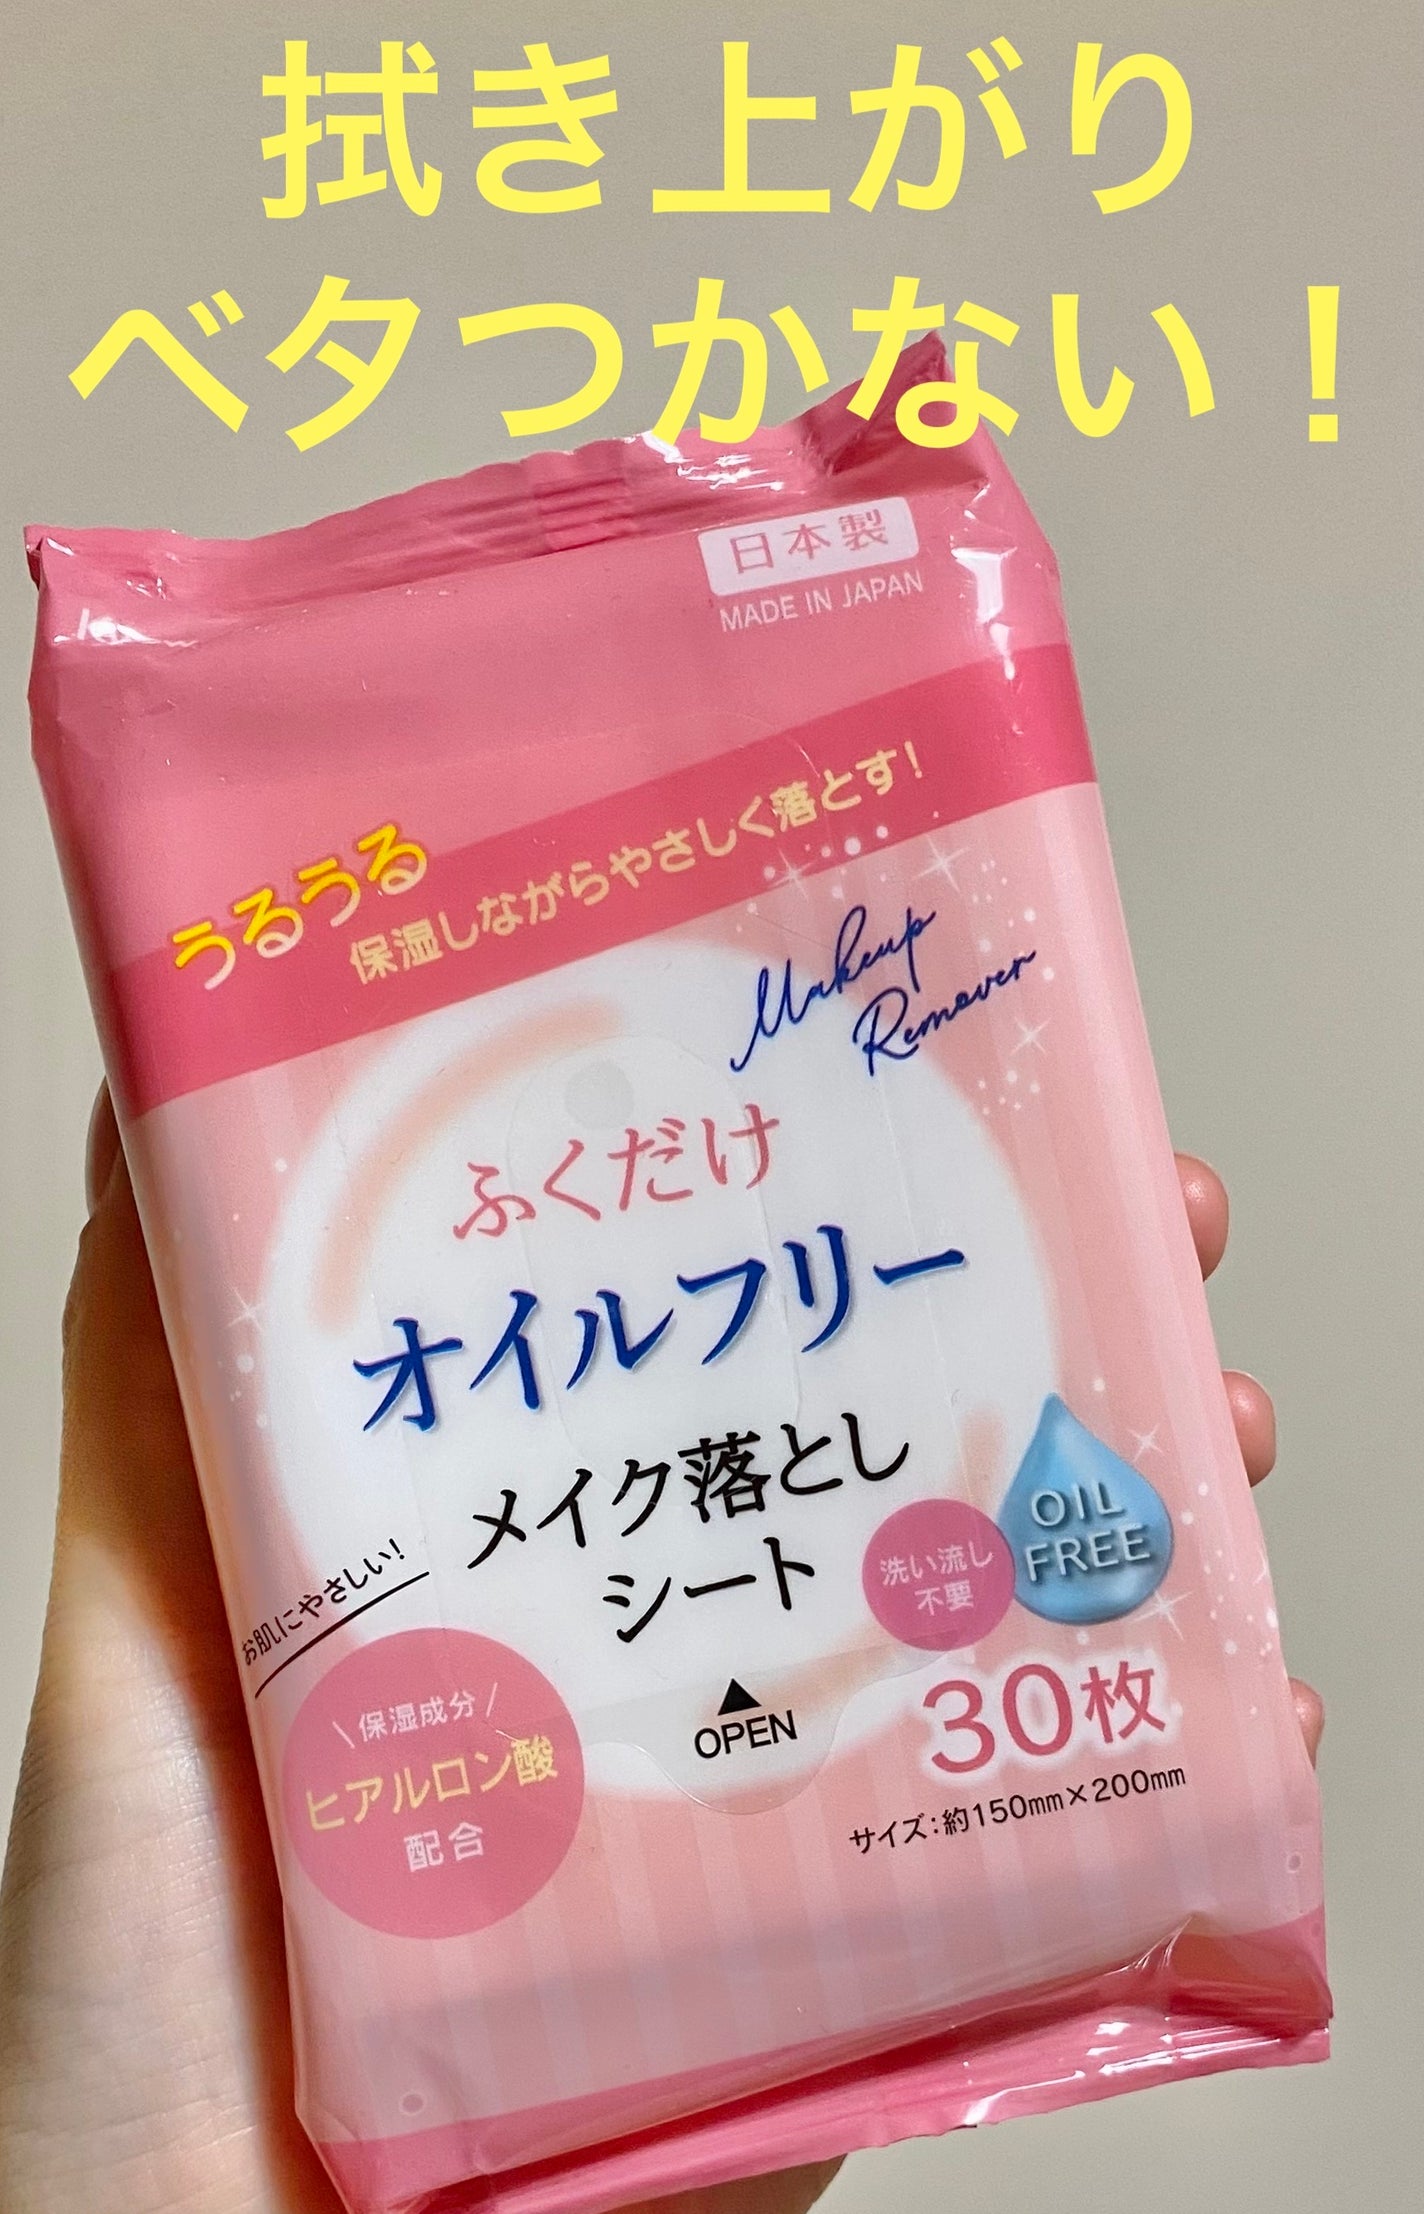 拭き上がり
ベタつかない！
日本製
MADE IN JAPAN
うるうる
保湿しながらやさしく落とす！
Makeup
Remover
ふくだけ
オイルフリー
メイク落とし
シート
OIL
FREE
洗い流し
不要
お肌にやさしい！
\保湿成分/
ヒアルロン酸
配合
OPEN
30枚
サイズ：約150mm×200mm